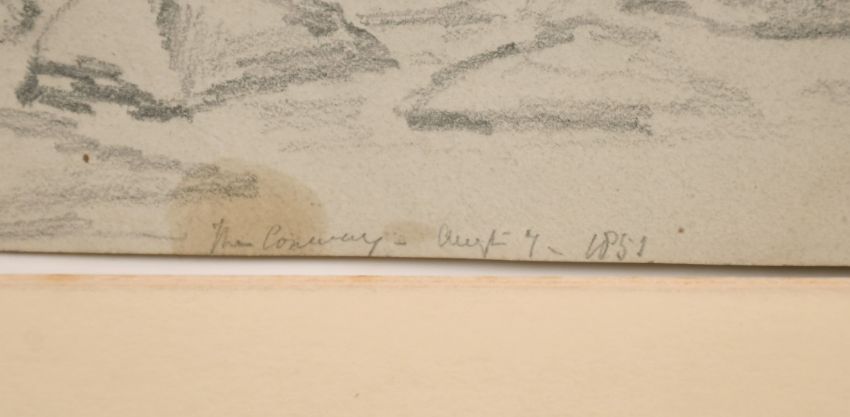 The Conway - Augt 7 - 1851